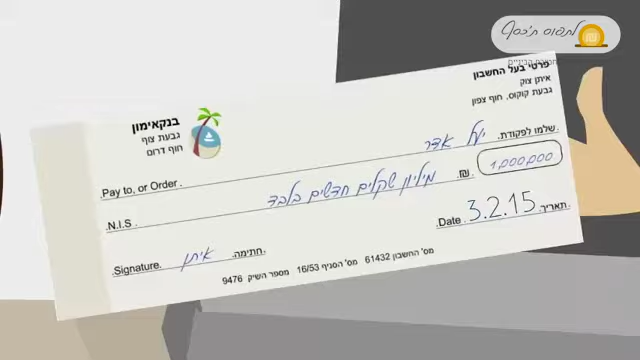 לתפוס ת'כסף
פרטי בעל החשבון
איתן צוק
גבעת קוקוס, חוף צפון
בנקאימון
גבעת צוף
חוף דרום
שלמו לפקודת. יעל אדר
Pay to, or Order.
1,000,000
₪. מיליון שקלים חדשים בלבד
N.I.S.
תאריך. 3.2.15 Date.
חתימה. איתן Signature.
מס' החשבון 61432 מס' הסניף 16/53 מספר השיק 9476